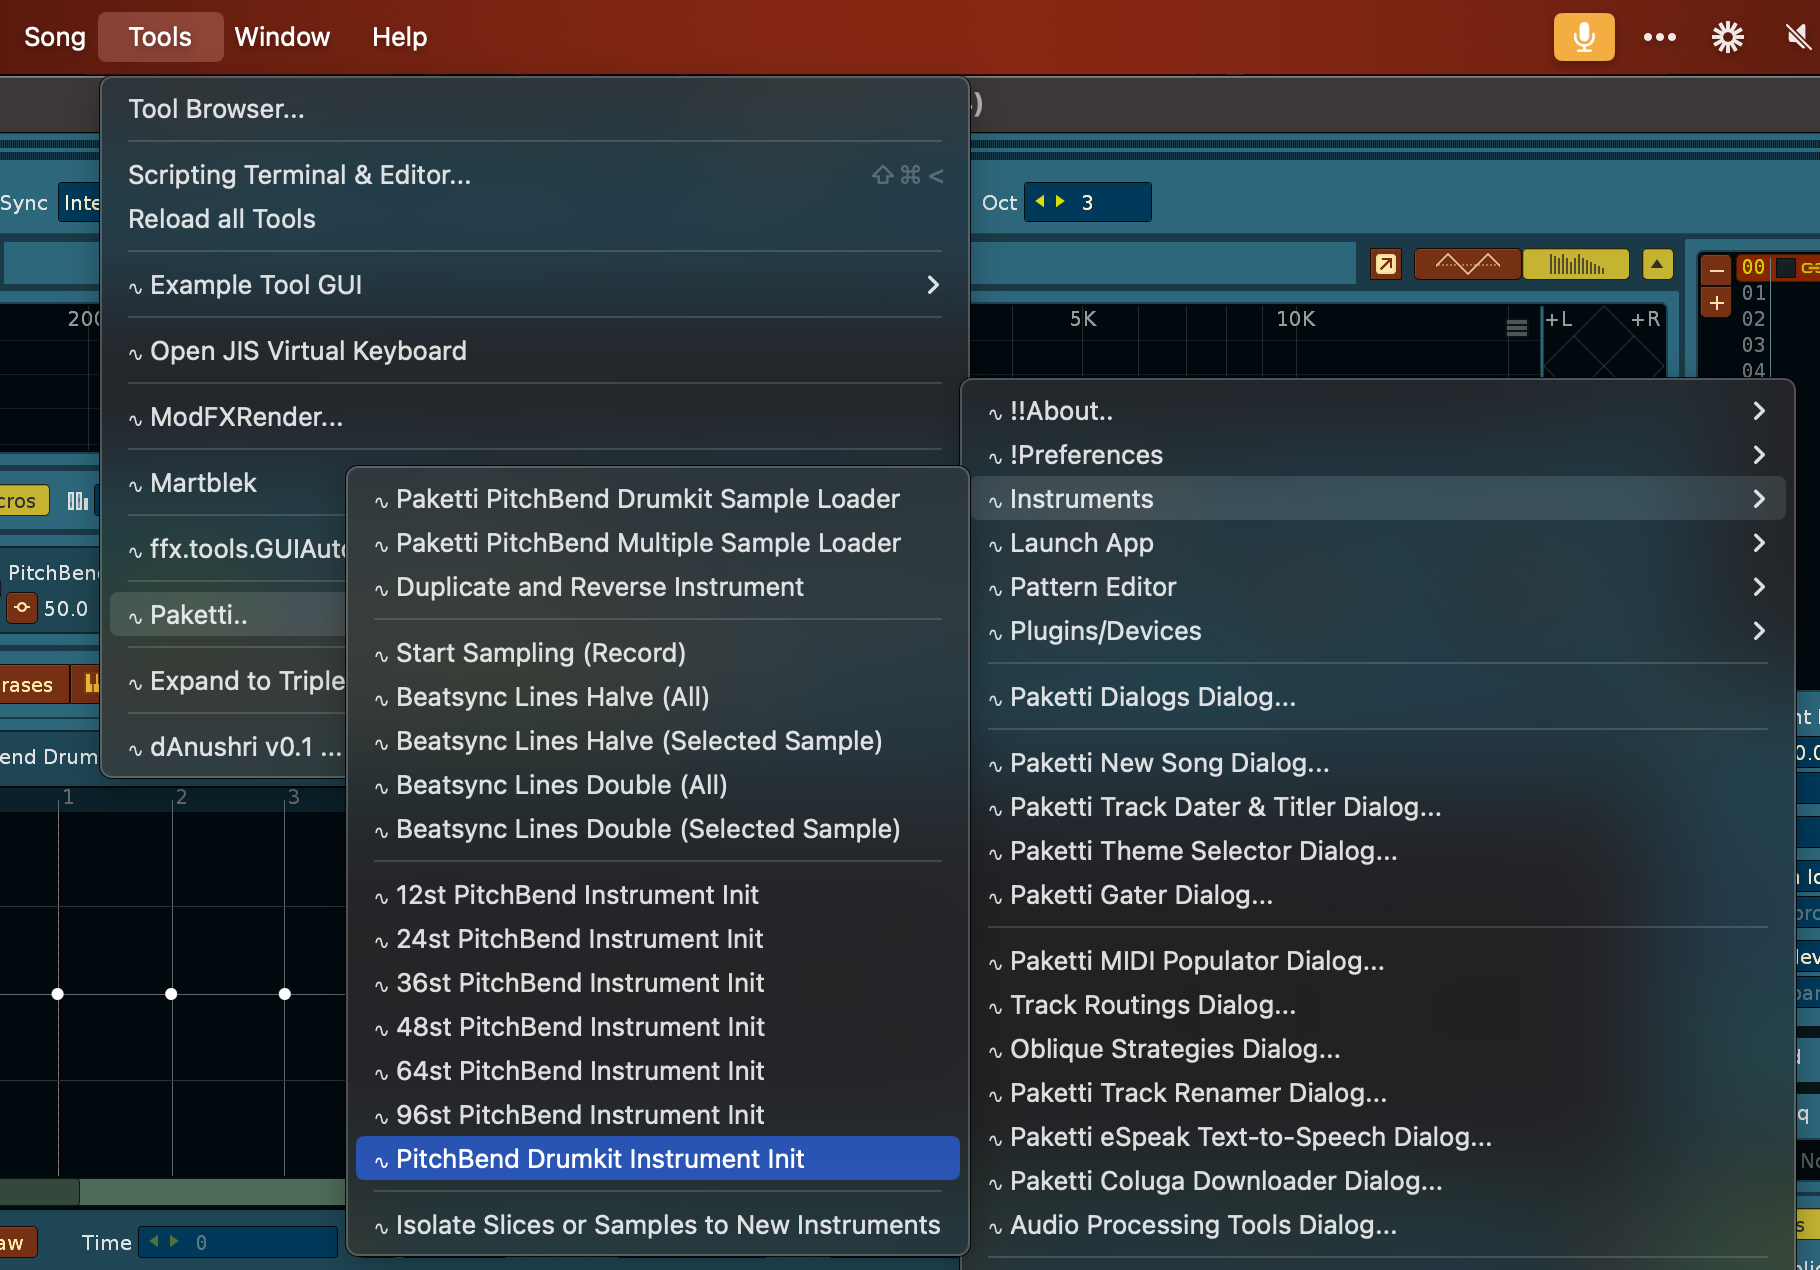 Song Tools Window Help
Tool Browser...
Scripting Terminal & Editor... ⇧⌘<
Reload all Tools
∿ Example Tool GUI
∿ Open JIS Virtual Keyboard
∿ ModFXRender...
∿ Martblek
∿ ffx.tools.GUIAuto
∿ Paketti..
∿ Expand to Triple
∿ dAnushri v0.1 ...
∿ Paketti PitchBend Drumkit Sample Loader
∿ Paketti PitchBend Multiple Sample Loader
∿ Duplicate and Reverse Instrument
∿ Start Sampling (Record)
∿ Beatsync Lines Halve (All)
∿ Beatsync Lines Halve (Selected Sample)
∿ Beatsync Lines Double (All)
∿ Beatsync Lines Double (Selected Sample)
∿ 12st PitchBend Instrument Init
∿ 24st PitchBend Instrument Init
∿ 36st PitchBend Instrument Init
∿ 48st PitchBend Instrument Init
∿ 64st PitchBend Instrument Init
∿ 96st PitchBend Instrument Init
∿ PitchBend Drumkit Instrument Init
∿ Isolate Slices or Samples to New Instruments
∿ !!About..
∿ !Preferences
∿ Instruments
∿ Launch App
∿ Pattern Editor
∿ Plugins/Devices
∿ Paketti Dialogs Dialog...
∿ Paketti New Song Dialog...
∿ Paketti Track Dater & Titler Dialog...
∿ Paketti Theme Selector Dialog...
∿ Paketti Gater Dialog...
∿ Paketti MIDI Populator Dialog...
∿ Track Routings Dialog...
∿ Oblique Strategies Dialog...
∿ Paketti Track Renamer Dialog...
∿ Paketti eSpeak Text-to-Speech Dialog...
∿ Paketti Coluga Downloader Dialog...
∿ Audio Processing Tools Dialog...
Sync Inte
Oct 3
200
5K 10K
+L +R
00
01
02
03
04
cros
PitchBen
50.0
rases
end Drum
1 2 3
aw Time 0